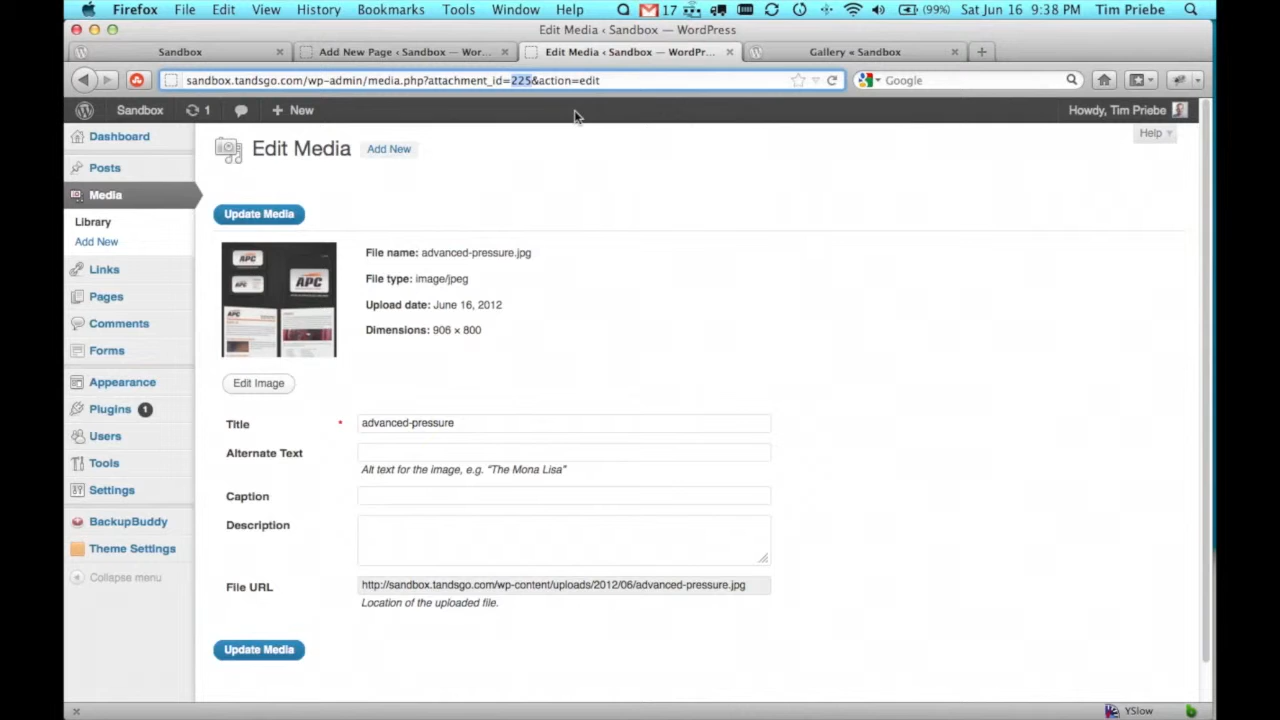 Firefox File Edit View History Bookmarks Tools Window Help 17 (99%) Sat Jun 16 9:38 PM Tim Priebe
Edit Media ‹ Sandbox — WordPress
Sandbox × Add New Page ‹ Sandbox — Wor... × Edit Media ‹ Sandbox — WordPr... × Gallery « Sandbox × +
sandbox.tandsgo.com/wp-admin/media.php?attachment_id=225&action=edit Google
Sandbox 1 + New Howdy, Tim Priebe
Help
Dashboard
Posts
Media
Library
Add New
Links
Pages
Comments
Forms
Appearance
Plugins 1
Users
Tools
Settings
BackupBuddy
Theme Settings
Collapse menu
Edit Media Add New
Update Media
APC
APC
APC
APC
File name: advanced-pressure.jpg
File type: image/jpeg
Upload date: June 16, 2012
Dimensions: 906 × 800
Edit Image
Title * advanced-pressure
Alternate Text
Alt text for the image, e.g. “The Mona Lisa”
Caption
Description
File URL http://sandbox.tandsgo.com/wp-content/uploads/2012/06/advanced-pressure.jpg
Location of the uploaded file.
Update Media
× YSlow